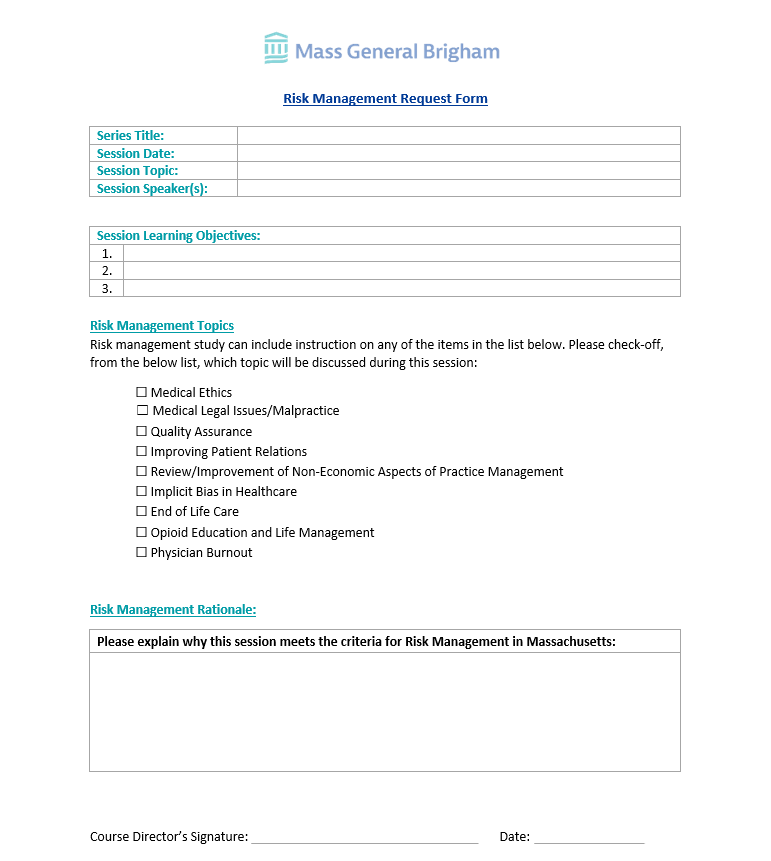 Mass General Brigham
Risk Management Request Form
Series Title:
Session Date:
Session Topic:
Session Speaker(s):
Session Learning Objectives:
1.
2.
3.
Risk Management Topics
Risk management study can include instruction on any of the items in the list below. Please check-off,
from the below list, which topic will be discussed during this session:
☐ Medical Ethics
☐ Medical Legal Issues/Malpractice
☐ Quality Assurance
☐ Improving Patient Relations
☐ Review/Improvement of Non-Economic Aspects of Practice Management
☐ Implicit Bias in Healthcare
☐ End of Life Care
☐ Opioid Education and Life Management
☐ Physician Burnout
Risk Management Rationale:
Please explain why this session meets the criteria for Risk Management in Massachusetts:
Course Director’s Signature: ____________________ Date: __________